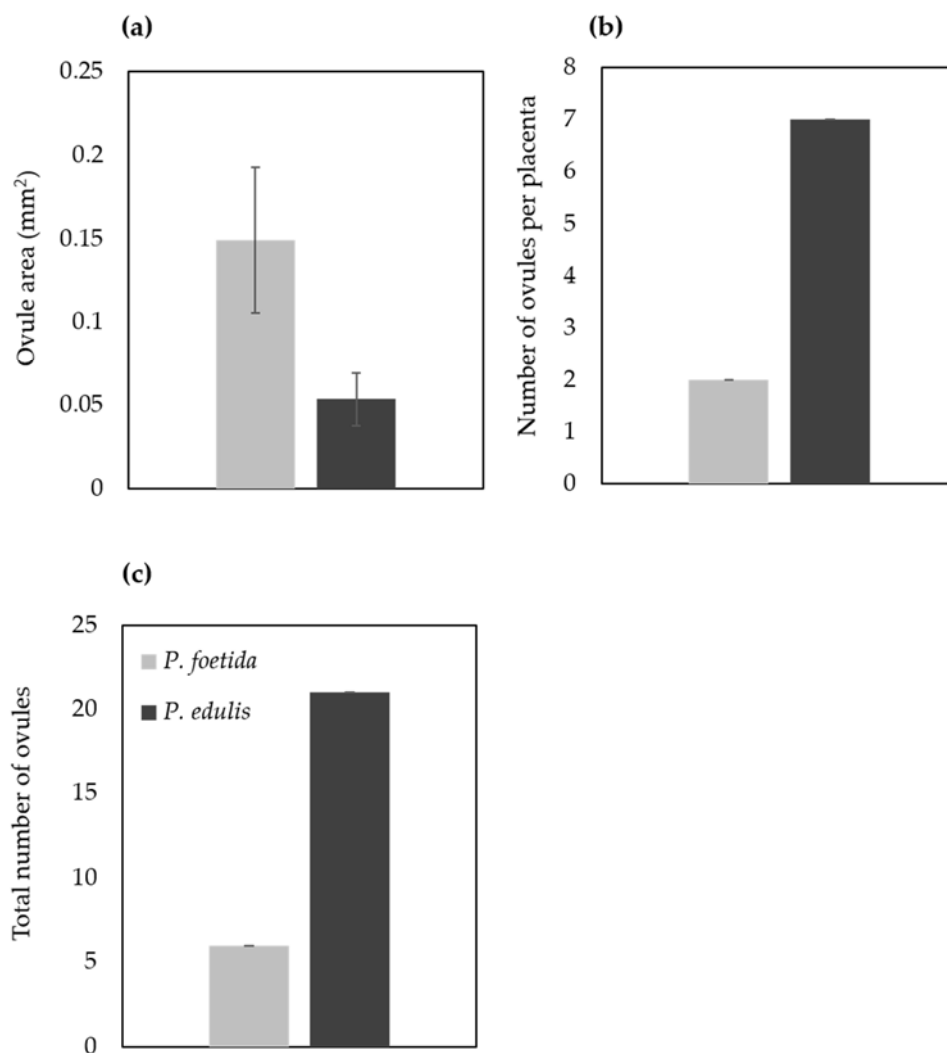 (a)
Ovule area (mm²)
0.25
0.2
0.15
0.1
0.05
0
(b)
Number of ovules per placenta
8
7
6
5
4
3
2
1
0
(c)
Total number of ovules
25
20
15
10
5
0
P. foetida
P. edulis